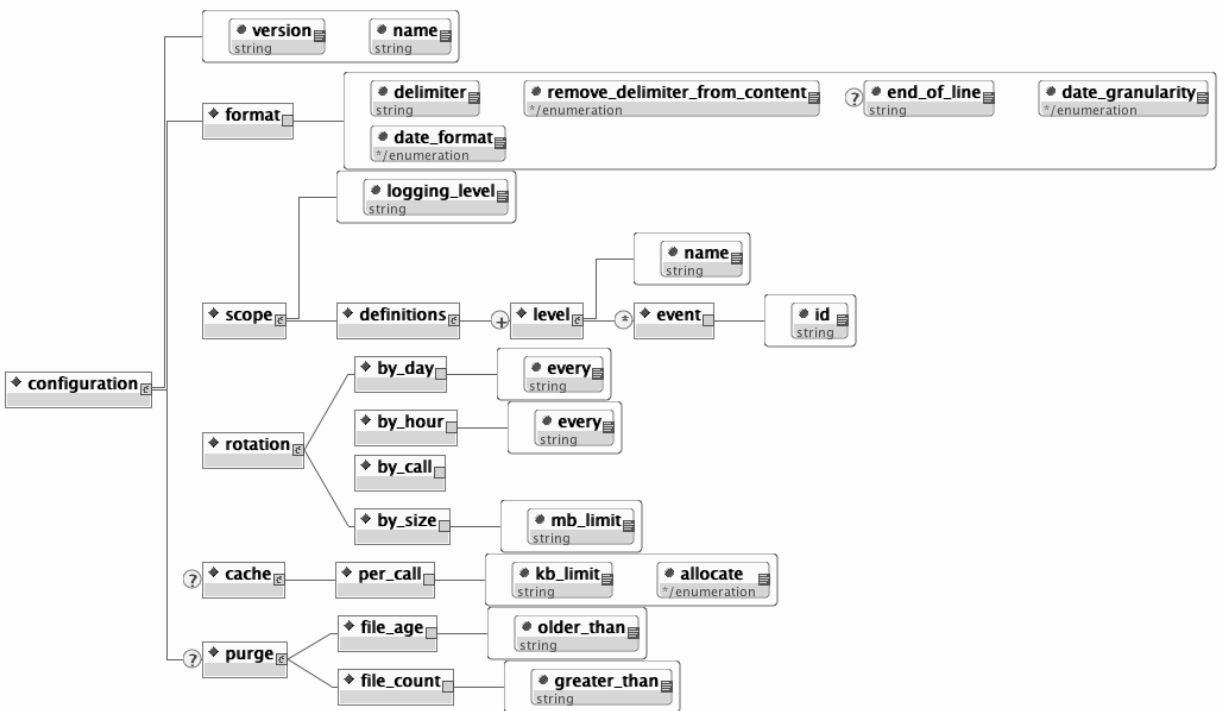 version name
string string
format
delimiter remove_delimiter_from_content ? end_of_line date_granularity
string */enumeration string */enumeration
date_format
*/enumeration
logging_level
string
name
string
scope definitions + level * event id
string
configuration
by_day every
string
rotation
by_hour every
string
by_call
by_size mb_limit
string
? cache per_call kb_limit allocate
string */enumeration
file_age older_than
string
? purge
file_count greater_than
string